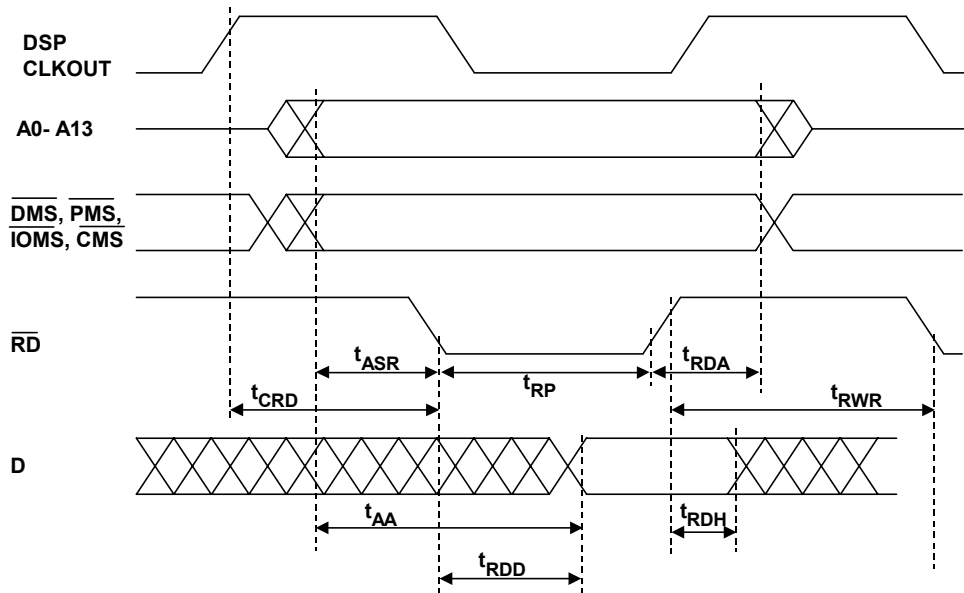 DSP
CLKOUT
A0- A13
DMS, PMS,
IOMS, CMS
RD
tASR
tRP
tRDA
tCRD
tRWR
D
tAA
tRDH
tRDD